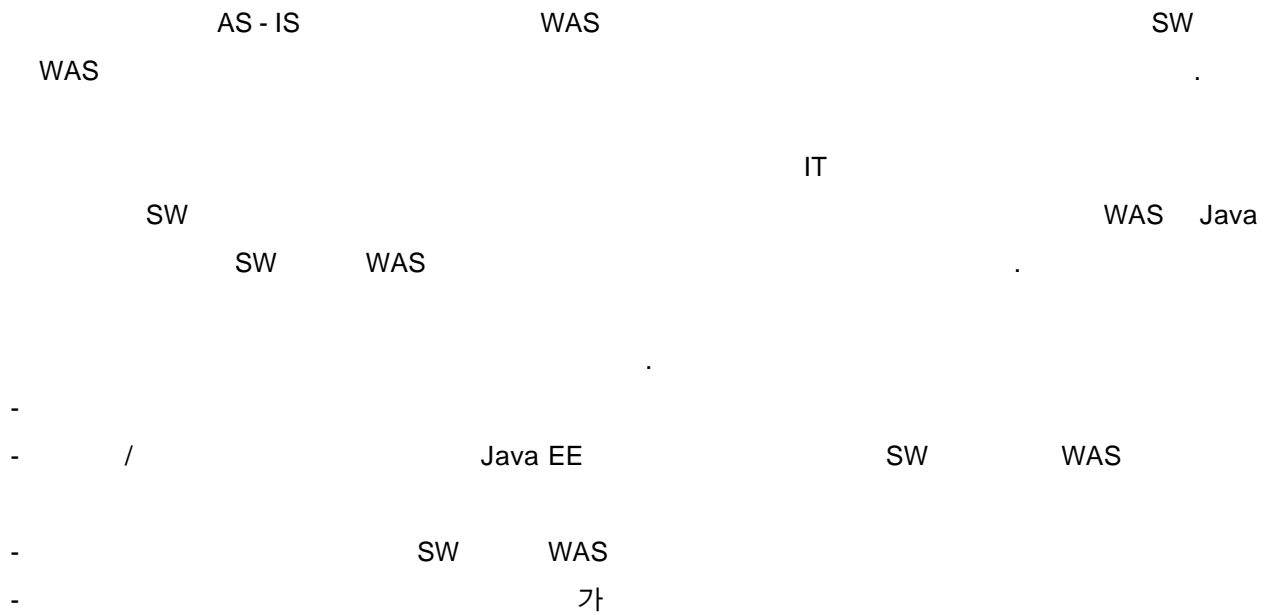 AS - IS WAS SW
WAS .
IT
SW WAS Java
SW WAS .
.
-
- / Java EE SW WAS
- SW WAS
- 가